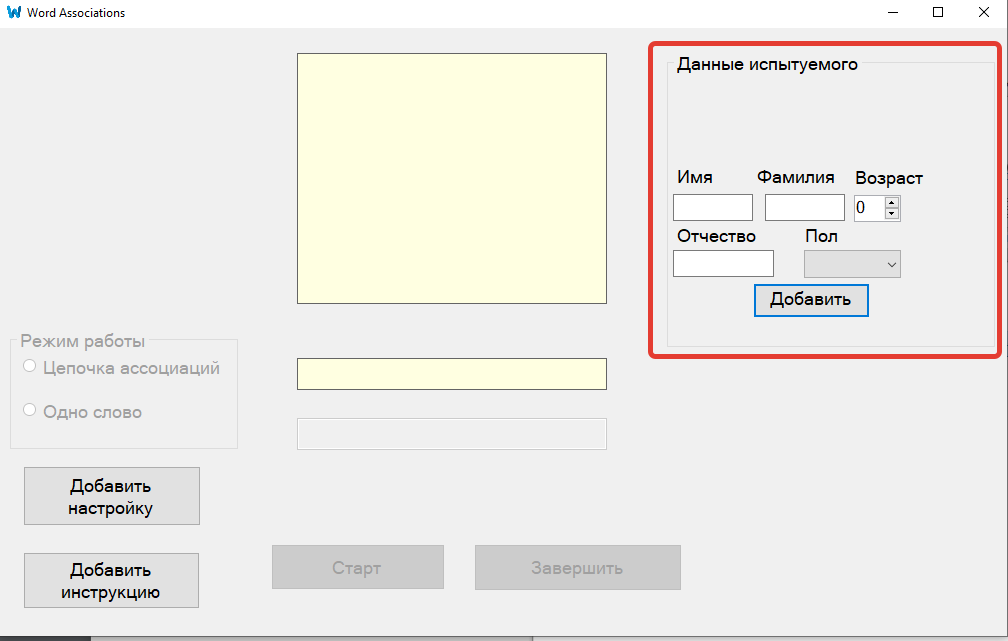 Word Associations
Данные испытуемого
Имя Фамилия Возраст
0
Отчество Пол
Добавить
Режим работы
Цепочка ассоциаций
Одно слово
Добавить
настройку
Добавить
инструкцию
Старт
Завершить